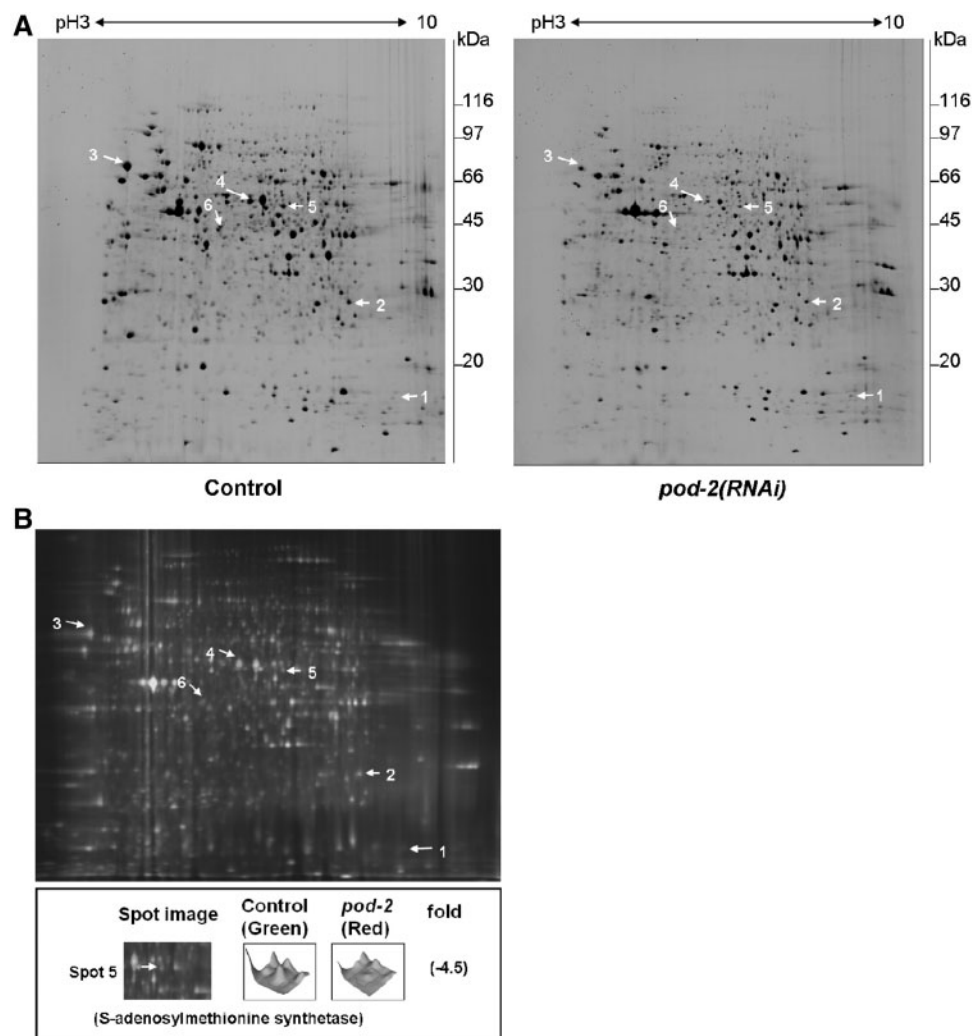 A
pH3 10
kDa
116
97
66
45
30
20
3
4
6
5
2
1
Control
pH3 10
kDa
116
97
66
45
30
20
3
4
6
5
2
1
pod-2(RNAi)
B
3
4
5
6
2
1
Spot image Control (Green) pod-2 (Red) fold
Spot 5 (-4.5)
(S-adenosylmethionine synthetase)